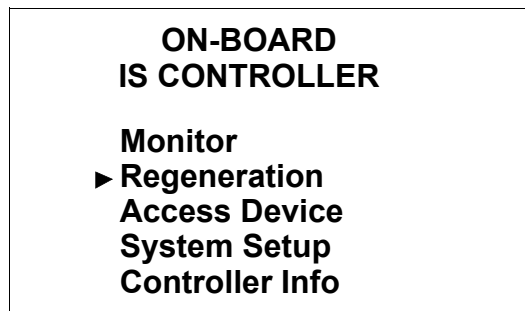 ON-BOARD
IS CONTROLLER
Monitor
►Regeneration
Access Device
System Setup
Controller Info